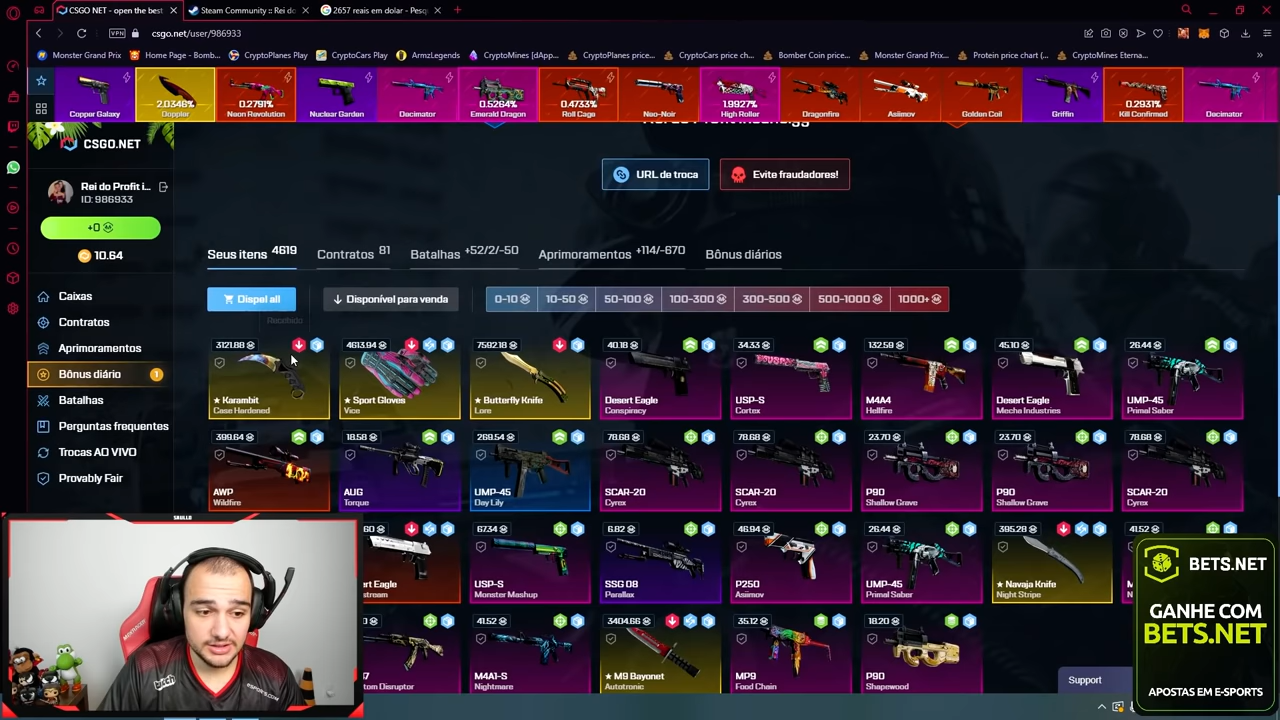 CSGO NET - open the best
Steam Community :: Rei do
2657 reais em dolar - Pesq
VPN
csgo.net/user/986933
Monster Grand Prix
Home Page - Bomb...
CryptoPlanes Play
CryptoCars Play
ArmzLegends
CryptoMines [dApp...
CryptoPlanes price...
CryptoCars price ch...
Bomber Coin price...
Monster Grand Prix...
Protein price chart (...
CryptoMines Eterna...
Copper Galaxy
2.0346%
Doppler
0.2791%
Neon Revolution
Nuclear Garden
Decimator
0.5264%
Emerald Dragon
0.4733%
Roll Cage
Neo-Noir
1.9927%
High Roller
Dragonfire
Asiimov
Golden Coil
Griffin
0.2931%
Kill Confirmed
Decimator
CSGO.NET
Rei do Profit i...
ID: 986933
+0
10.64
Caixas
Contratos
Aprimoramentos
Bônus diário 1
Batalhas
Perguntas frequentes
Trocas AO VIVO
Provably Fair
URL de troca
Evite fraudadores!
Seus itens 4619
Contratos 81
Batalhas +52/2/-50
Aprimoramentos +114/-670
Bônus diários
Dispel all
Disponível para venda
0-10
10-50
50-100
100-300
300-500
500-1000
1000+
Recebido
3121.88
★ Karambit
Case Hardened
4613.94
★ Sport Gloves
Vice
7592.18
★ Butterfly Knife
Lore
40.18
Desert Eagle
Conspiracy
34.33
USP-S
Cortex
132.59
M4A4
Hellfire
45.10
Desert Eagle
Mecha Industries
26.44
UMP-45
Primal Saber
399.64
AWP
Wildfire
18.58
AUG
Torque
269.54
UMP-45
Day Lily
78.68
SCAR-20
Cyrex
78.68
SCAR-20
Cyrex
23.70
P90
Shallow Grave
23.70
P90
Shallow Grave
78.68
SCAR-20
Cyrex
67.34
USP-S
Monster Mashup
6.82
SSG 08
Parallax
46.94
P250
Asiimov
26.44
UMP-45
Primal Saber
395.28
★ Navaja Knife
Night Stripe
41.52
41.52
M4A1-S
Nightmare
3404.66
★ M9 Bayonet
Autotronic
35.12
MP9
Food Chain
18.20
P90
Shapewood
SAULLO
birch
BETS.NET
GANHE COM
BETS.NET
APOSTAS EM E-SPORTS
Support